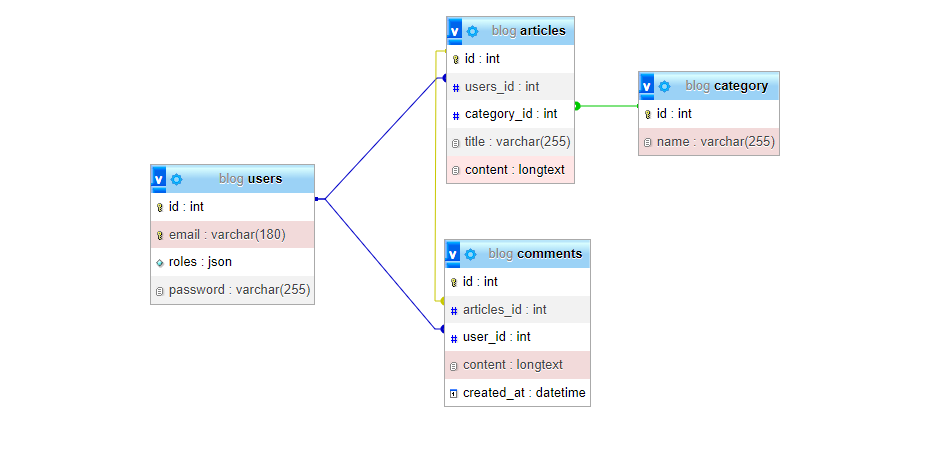 v blog articles
id : int
users_id : int
category_id : int
title : varchar(255)
content : longtext
v blog category
id : int
name : varchar(255)
v blog users
id : int
email : varchar(180)
roles : json
password : varchar(255)
v blog comments
id : int
articles_id : int
user_id : int
content : longtext
created_at : datetime